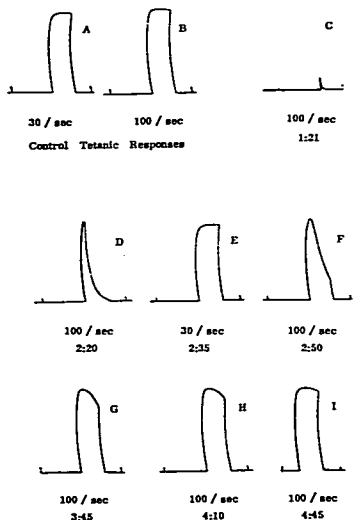 A
B
C
30 / sec
100 / sec
100 / sec
1:21
Control Tetanic Responses
D
E
F
100 / sec
30 / sec
100 / sec
2:20
2:35
2:50
G
H
I
100 / sec
100 / sec
100 / sec
3:45
4:10
4:45